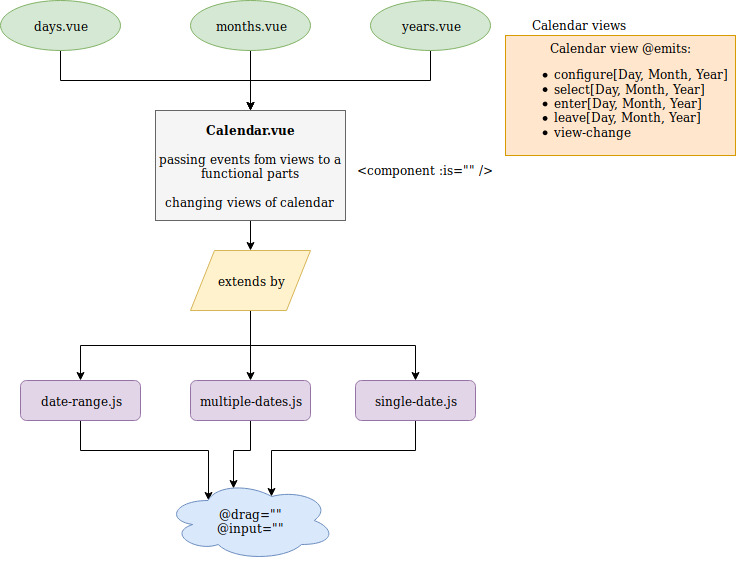 days.vue
months.vue
years.vue
Calendar views
Calendar view @emits:
• configure[Day, Month, Year]
• select[Day, Month, Year]
• enter[Day, Month, Year]
• leave[Day, Month, Year]
• view-change
Calendar.vue
passing events fom views to a
functional parts
changing views of calendar
<component :is="" />
extends by
date-range.js
multiple-dates.js
single-date.js
@drag=""
@input=""